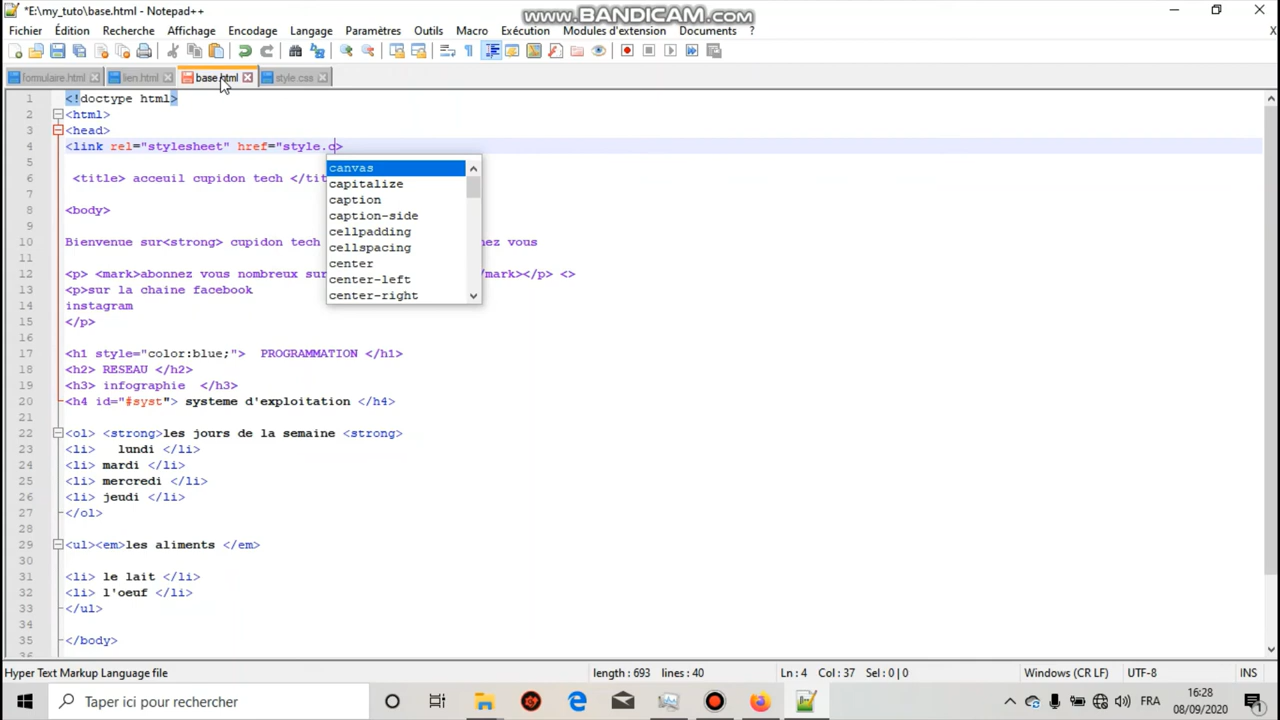 *E:\my_tuto\base.html - Notepad++
www.BANDICAM.com
Fichier Édition Recherche Affichage Encodage Langage Paramètres Outils Macro Exécution Modules d'extension Documents ? X
formulaire.html lien.html base.html style.css
1 <!doctype html>
2 <html>
3 <head>
4 <link rel="stylesheet" href="style.c>
5
canvas
6 <title> acceuil cupidon tech </tit
capitalize
7
caption
8 <body>
caption-side
9
cellpadding
10 Bienvenue sur<strong> cupidon tech nez vous
cellspacing
11
center
12 <p> <mark>abonnez vous nombreux sur /mark></p> <>
center-left
13 <p>sur la chaine facebook
center-right
14 instagram
15 </p>
16
17 <h1 style="color:blue;"> PROGRAMMATION </h1>
18 <h2> RESEAU </h2>
19 <h3> infographie </h3>
20 <h4 id="#syst"> systeme d'exploitation </h4>
21
22 <ol> <strong>les jours de la semaine <strong>
23 <li> lundi </li>
24 <li> mardi </li>
25 <li> mercredi </li>
26 <li> jeudi </li>
27 </ol>
28
29 <ul><em>les aliments </em>
30
31 <li> le lait </li>
32 <li> l'oeuf </li>
33 </ul>
34
35 </body>
36
Hyper Text Markup Language file length : 693 lines : 40 Ln : 4 Col : 37 Sel : 0 | 0 Windows (CR LF) UTF-8 INS
Taper ici pour rechercher FRA 16:28
08/09/2020